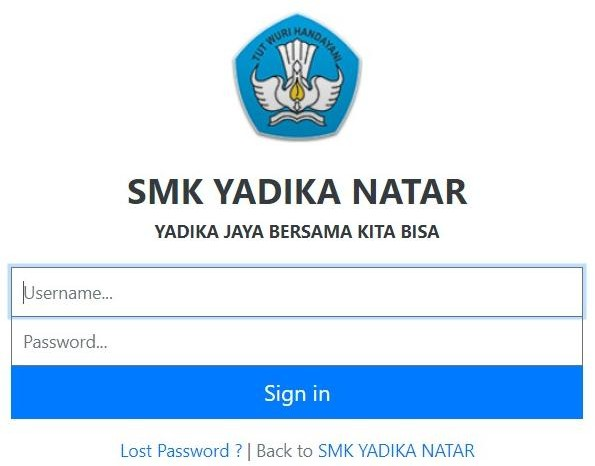 TUT WURI HANDAYANI
SMK YADIKA NATAR
YADIKA JAYA BERSAMA KITA BISA
Username...
Password...
Sign in
Lost Password ? | Back to SMK YADIKA NATAR